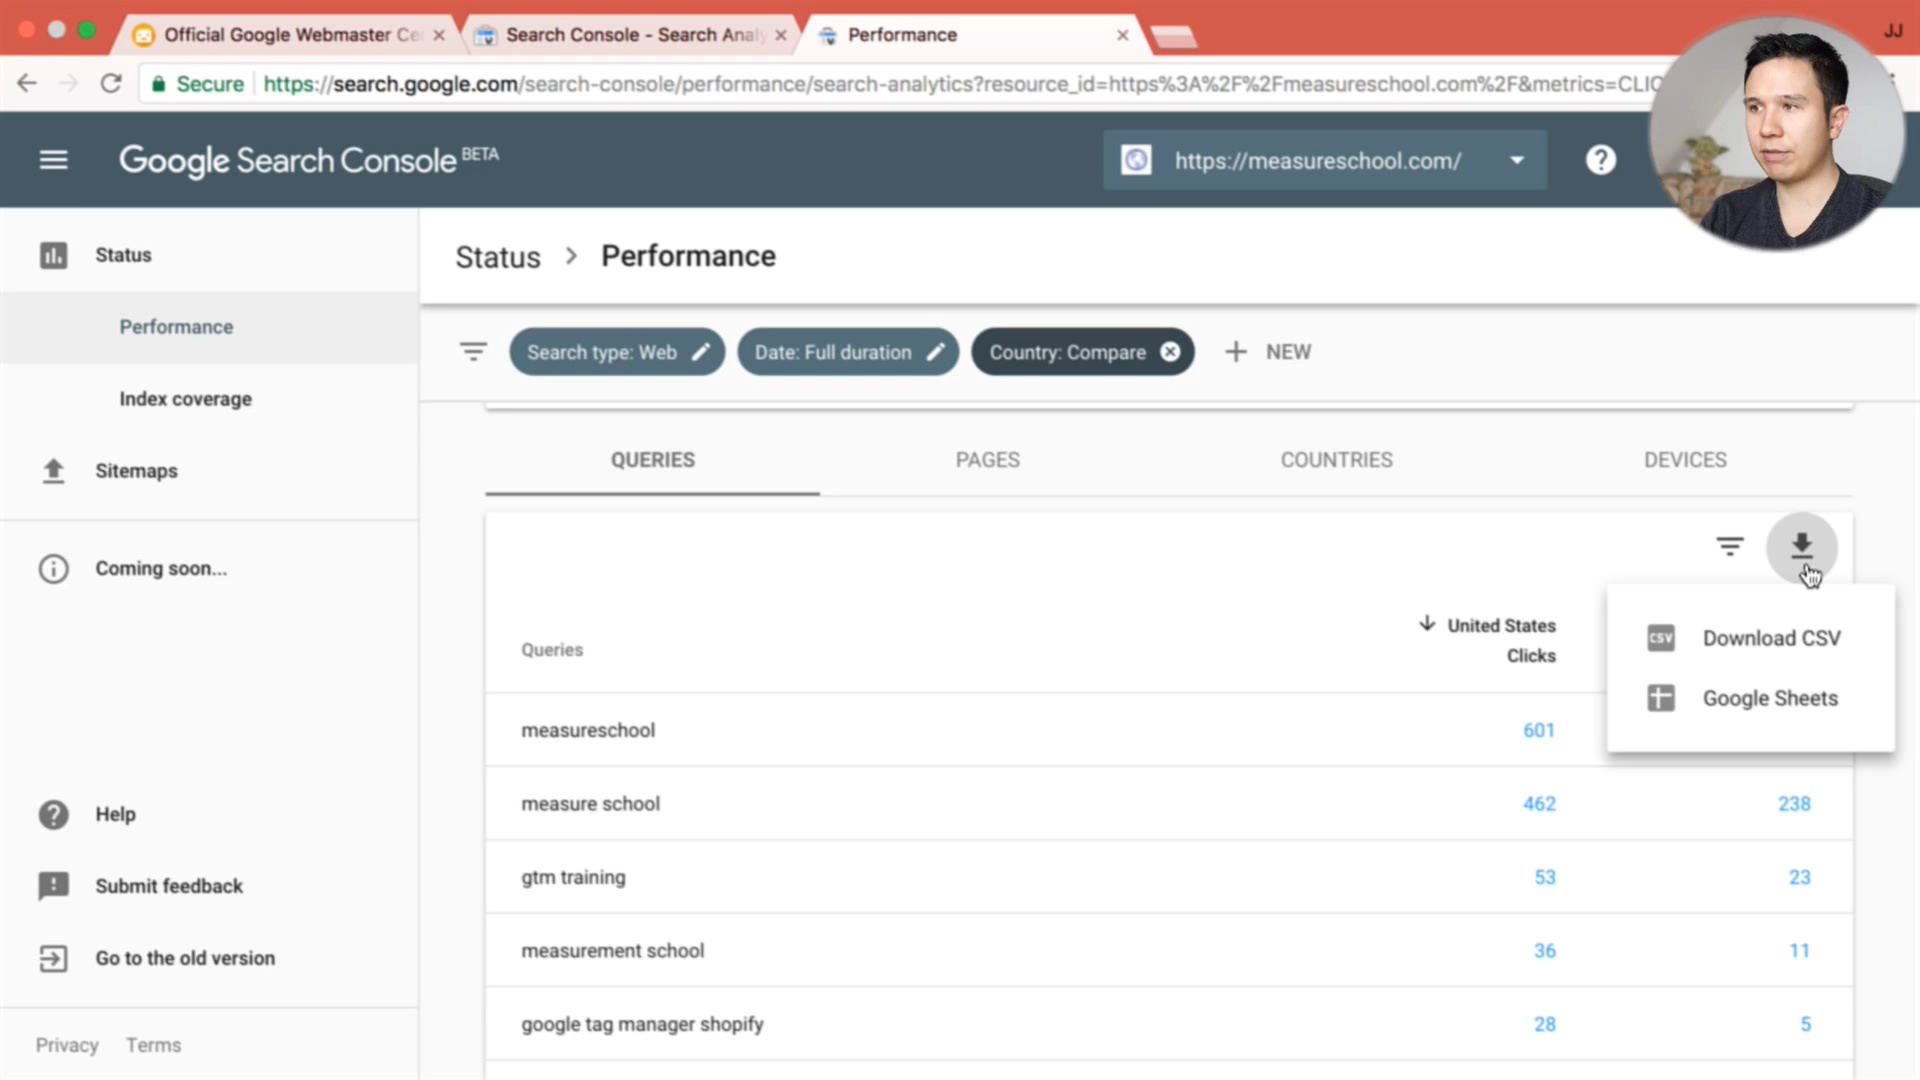 Official Google Webmaster Ce
Search Console - Search Analy
Performance
JJ
Secure
https://search.google.com/search-console/performance/search-analytics?resource_id=https%3A%2F%2Fmeasureschool.com%2F&metrics=CLIC
Google Search Console BETA
https://measureschool.com/
Status
Performance
Index coverage
Sitemaps
Coming soon...
Help
Submit feedback
Go to the old version
Privacy Terms
Status > Performance
Search type: Web
Date: Full duration
Country: Compare
+ NEW
QUERIES
PAGES
COUNTRIES
DEVICES
Queries
United States
Clicks
CSV Download CSV
Google Sheets
measureschool 601
measure school 462 238
gtm training 53 23
measurement school 36 11
google tag manager shopify 28 5